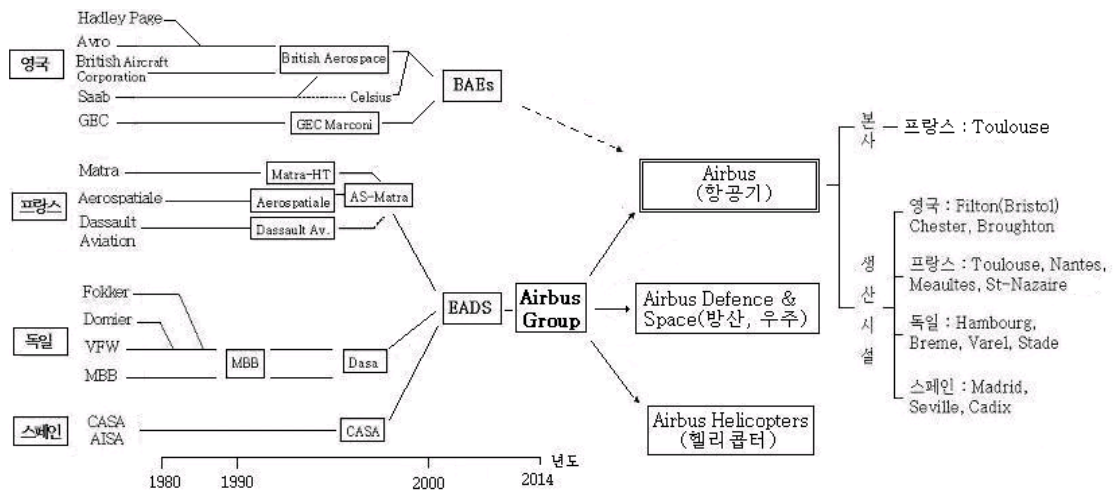 영국
Hadley Page
Avro
British Aircraft
Corporation
Saab
GEC
British Aerospace
Celsius
GEC Marconi
BAEs
프랑스
Matra
Aerospatiale
Dassault
Aviation
Matra-HT
Aerospatiale
Dassault Av.
AS-Matra
독일
Fokker
Dornier
VFW
MBB
MBB
Dasa
스페인
CASA
AISA
CASA
EADS
Airbus
Group
Airbus
(항공기)
Airbus Defence &
Space(방산, 우주)
Airbus Helicopters
(헬리콥터)
본사
프랑스 : Toulouse
생산시설
영국 : Filton(Bristol)
Chester, Broughton
프랑스 : Toulouse, Nantes,
Meaultes, St-Nazaire
독일 : Hambourg,
Breme, Varel, Stade
스페인 : Madrid,
Seville, Cadix
1980
1990
2000
2014
년도